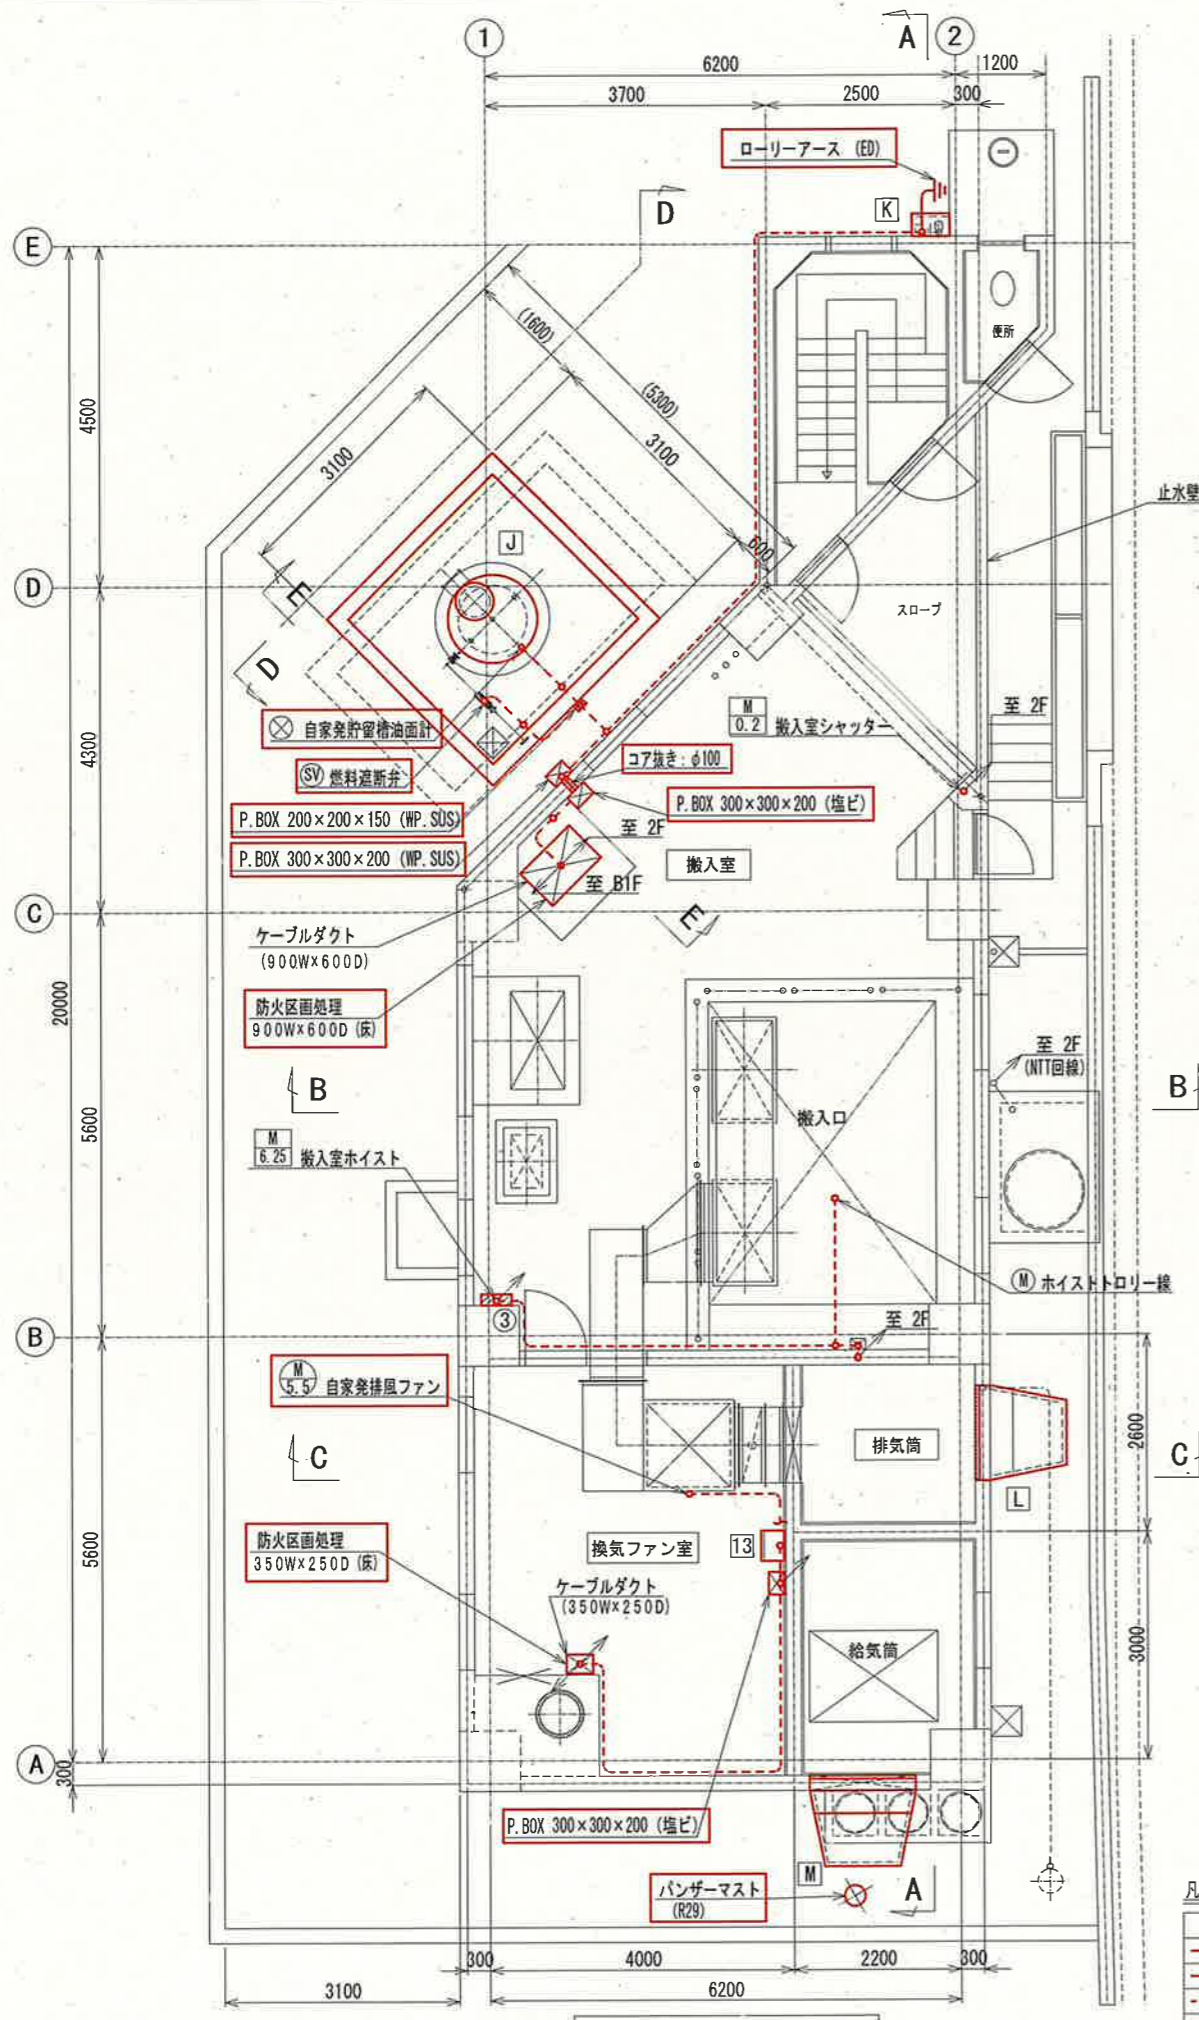 1
A
2
6200
1200
3700
2500
300
ローリーアース (ED)
K
D
E
便所
(1600)
(5300)
3100
3100
600
4500
J
止水壁
D
E
スロープ
D
M
0.2 搬入室シャッター
至 2F
自家発貯留槽油面計
SV 燃料遮断弁
コア抜き: φ100
4300
P.BOX 200×200×150 (WP.SUS)
P.BOX 300×300×200 (塩ビ)
至 2F
P.BOX 300×300×200 (WP.SUS)
搬入室
至 B1F
C
E
ケーブルダクト
(900W×600D)
20000
防火区画処理
900W×600D (床)
至 2F
(NTT回線)
B
B
搬入口
5600
M
6.25 搬入室ホイスト
M ホイストトロリー線
3
至 2F
B
M
5.5 自家発排風ファン
2600
排気筒
C
C
L
防火区画処理
350W×250D (床)
換気ファン室
13
5600
ケーブルダクト
(350W×250D)
給気筒
3000
A
300
P.BOX 300×300×200 (塩ビ)
M
パンザーマスト
(R29)
A
凡
300
4000
2200
300
3100
6200